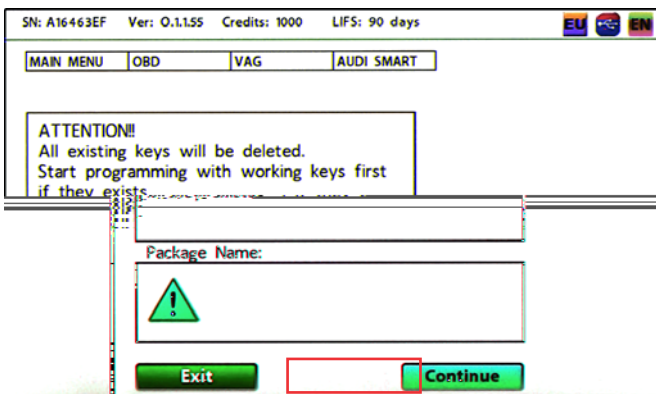 SN: A16463EF Ver: 0.1.1.55 Credits: 1000 LIFS: 90 days EU EN
MAIN MENU OBD VAG AUDI SMART
ATTENTION!!
All existing keys will be deleted.
Start programming with working keys first
if they exists
Package Name:
Exit Continue